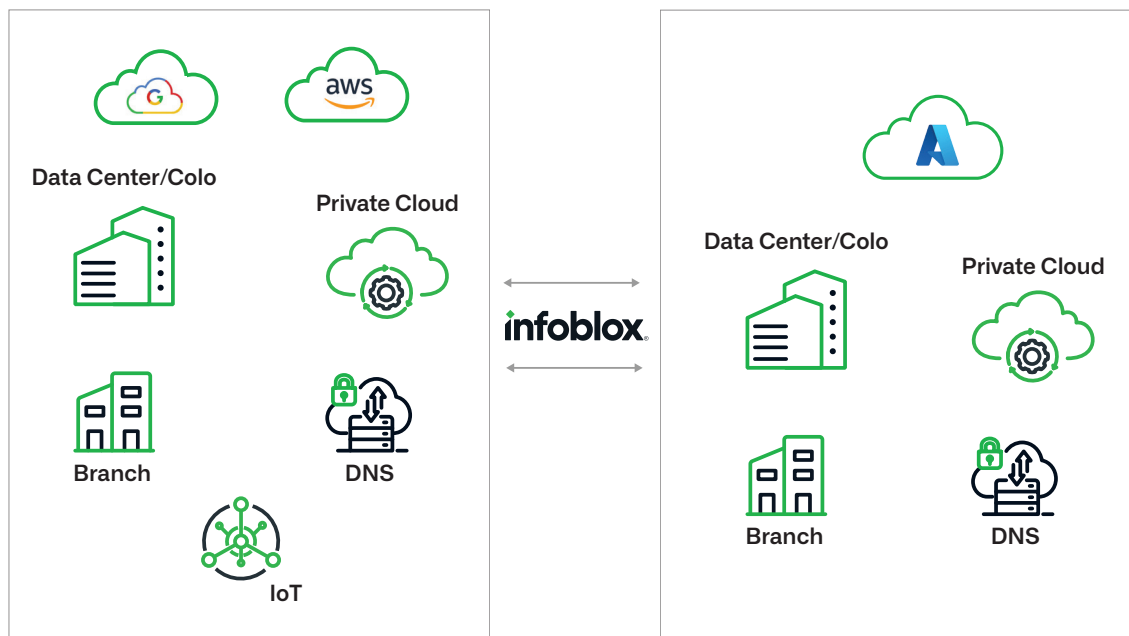 G
aws
Data Center/Colo
Private Cloud
Branch
DNS
IoT
infoblox®
Data Center/Colo
Private Cloud
Branch
DNS